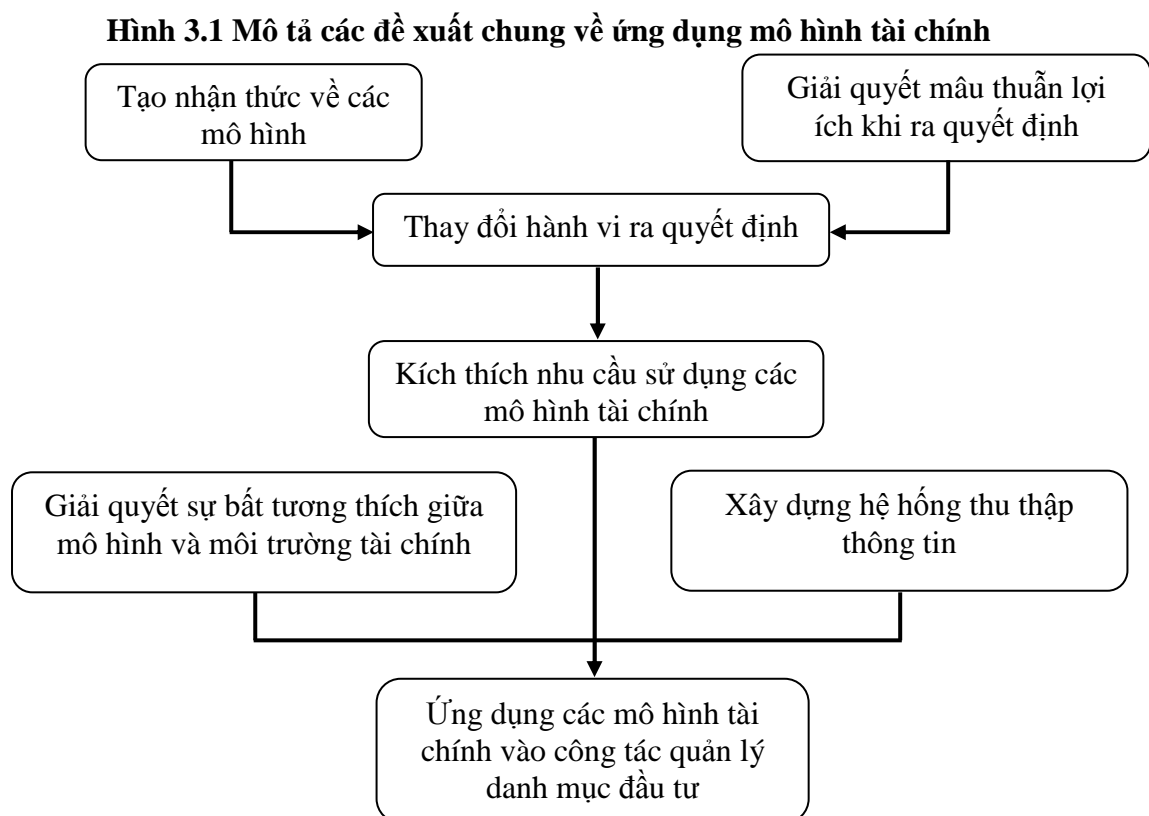 Hình 3.1 Mô tả các đề xuất chung về ứng dụng mô hình tài chính
Tạo nhận thức về các
mô hình
Giải quyết mâu thuẫn lợi
ích khi ra quyết định
Thay đổi hành vi ra quyết định
Kích thích nhu cầu sử dụng các
mô hình tài chính
Giải quyết sự bất tương thích giữa
mô hình và môi trường tài chính
Xây dựng hệ hống thu thập
thông tin
Ứng dụng các mô hình tài
chính vào công tác quản lý
danh mục đầu tư